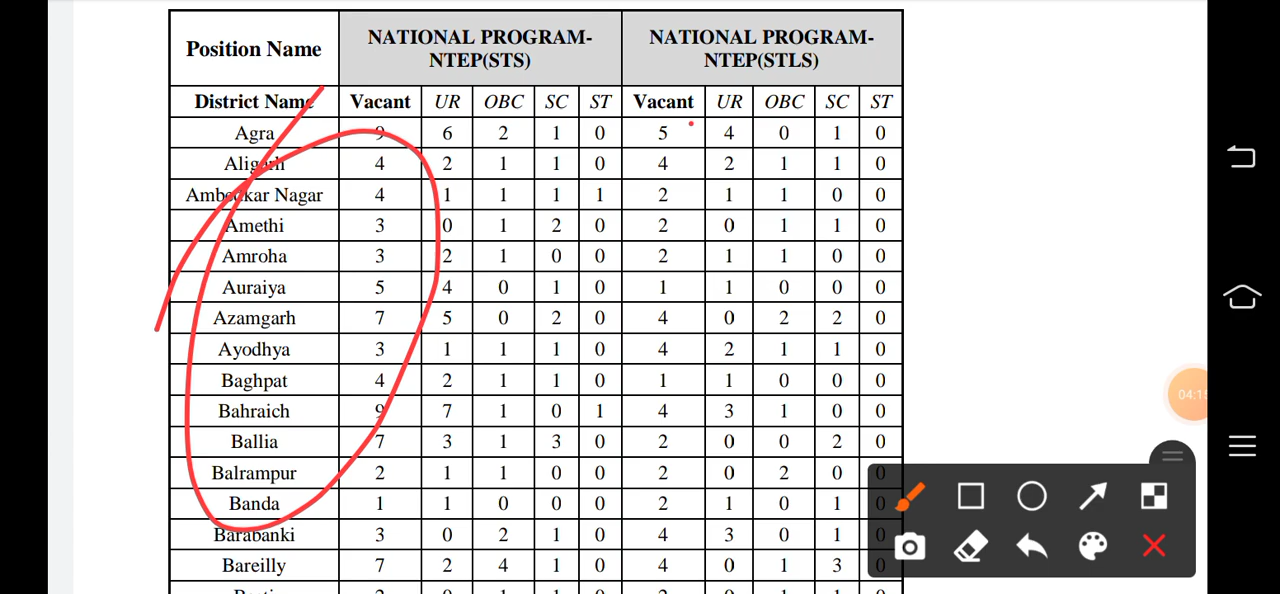 Position Name NATIONAL PROGRAM-NTEP(STS) NATIONAL PROGRAM-NTEP(STLS)
District Name Vacant UR OBC SC ST Vacant UR OBC SC ST
Agra 9 6 2 1 0 5 4 0 1 0
Aligarh 4 2 1 1 0 4 2 1 1 0
Ambedkar Nagar 4 1 1 1 1 2 1 1 0 0
Amethi 3 0 1 2 0 2 0 1 1 0
Amroha 3 2 1 0 0 2 1 1 0 0
Auraiya 5 4 0 1 0 1 1 0 0 0
Azamgarh 7 5 0 2 0 4 0 2 2 0
Ayodhya 3 1 1 1 0 4 2 1 1 0
Baghpat 4 2 1 1 0 1 1 0 0 0
Bahraich 9 7 1 0 1 4 3 1 0 0
Ballia 7 3 1 3 0 2 0 0 2 0
Balrampur 2 1 1 0 0 2 0 2 0 0
Banda 1 1 0 0 0 2 1 0 1 0
Barabanki 3 0 2 1 0 4 3 0 1 0
Bareilly 7 2 4 1 0 4 0 1 3 0